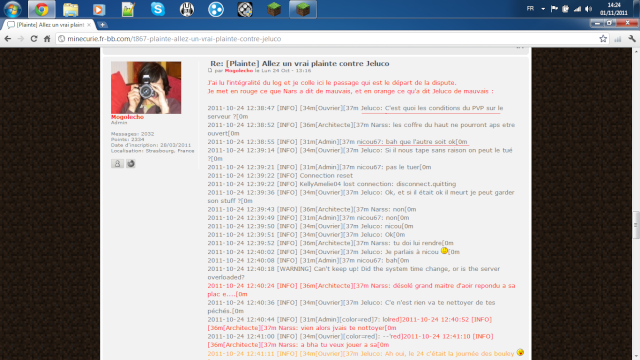 FR
14:24
01/11/2011
[Plainte] Allez un vrai plaint
minecurie.fr-bb.com/t867-plainte-allez-un-vrai-plainte-contre-jeluco
Re: [Plainte] Allez un vrai plainte contre Jeluco
par Mogolecho le Lun 24 Oct - 15:16
Mogolecho
Admin
Messages: 2032
Points: 2334
Date d'inscription: 28/02/2011
Localisation: Strasbourg, France
J'ai lu l'intégralité du log et je colle ici le passage qui est le départ de la dispute.
Je met en rouge ce que Nars a dit de mauvais, et en orange ce qu'a dit Jeluco de mauvais :
2011-10-24 12:38:47 [INFO] [34m[Ouvrier][37m Jeluco: C'est quoi les conditions du PVP sur le
serveur ?[0m
2011-10-24 12:38:52 [INFO] [36m[Architecte][37m Narss: les coffre du haut ne pourront aps etre
ouvert[0m
2011-10-24 12:38:55 [INFO] [31m[Admin][37m nicou67: bah que l'autre soit ok[0m
2011-10-24 12:39:14 [INFO] [34m[Ouvrier][37m Jeluco: Si il nous tape sans raison on peut le tué
?[0m
2011-10-24 12:39:21 [INFO] [31m[Admin][37m nicou67: pas le tuer[0m
2011-10-24 12:39:22 [INFO] Connection reset
2011-10-24 12:39:22 [INFO] KellyAmelie04 lost connection: disconnect.quitting
2011-10-24 12:39:36 [INFO] [34m[Ouvrier][37m Jeluco: Ok, et si il était ok il meurt je peut garder
son stuff ?[0m
2011-10-24 12:39:43 [INFO] [36m[Architecte][37m Narss: non[0m
2011-10-24 12:39:49 [INFO] [31m[Admin][37m nicou67: non[0m
2011-10-24 12:39:50 [INFO] [34m[Ouvrier][37m Jeluco: nicou[0m
2011-10-24 12:39:51 [INFO] [34m[Ouvrier][37m Jeluco: Ok[0m
2011-10-24 12:39:52 [INFO] [36m[Architecte][37m Narss: tu doi lui rendre[0m
2011-10-24 12:40:02 [INFO] [34m[Ouvrier][37m Jeluco: Je parlais à nicou [0m
2011-10-24 12:40:08 [INFO] [31m[Admin][37m nicou67: bah[0m
2011-10-24 12:40:18 [WARNING] Can't keep up! Did the system time change, or is the server
overloaded?
2011-10-24 12:40:24 [INFO] [36m[Architecte][37m Narss: désolé grand maitre d'aoir repondu a sa
plac e....[0m
2011-10-24 12:40:36 [INFO] [34m[Ouvrier][37m Jeluco: C'e n'est rien va te nettoyer de tes
péchés.[0m
2011-10-24 12:40:44 [INFO] [31m[Admin][color=red]7: lolred]2011-10-24 12:40:52 [INFO]
[36m[Architecte][37m Narss: vien alors jvais te nettoyer[0m
2011-10-24 12:41:00 [INFO] [34m[Ouvrier][color=red]: --'red]2011-10-24 12:41:10 [INFO]
[36m[Architecte][37m Narss: a bha tu veux jouer a sa[0m
2011-10-24 12:41:12 [INFO] [34m[Ouvrier][37m Jeluco: Ah oui, le 24 c'était la journée des bouley